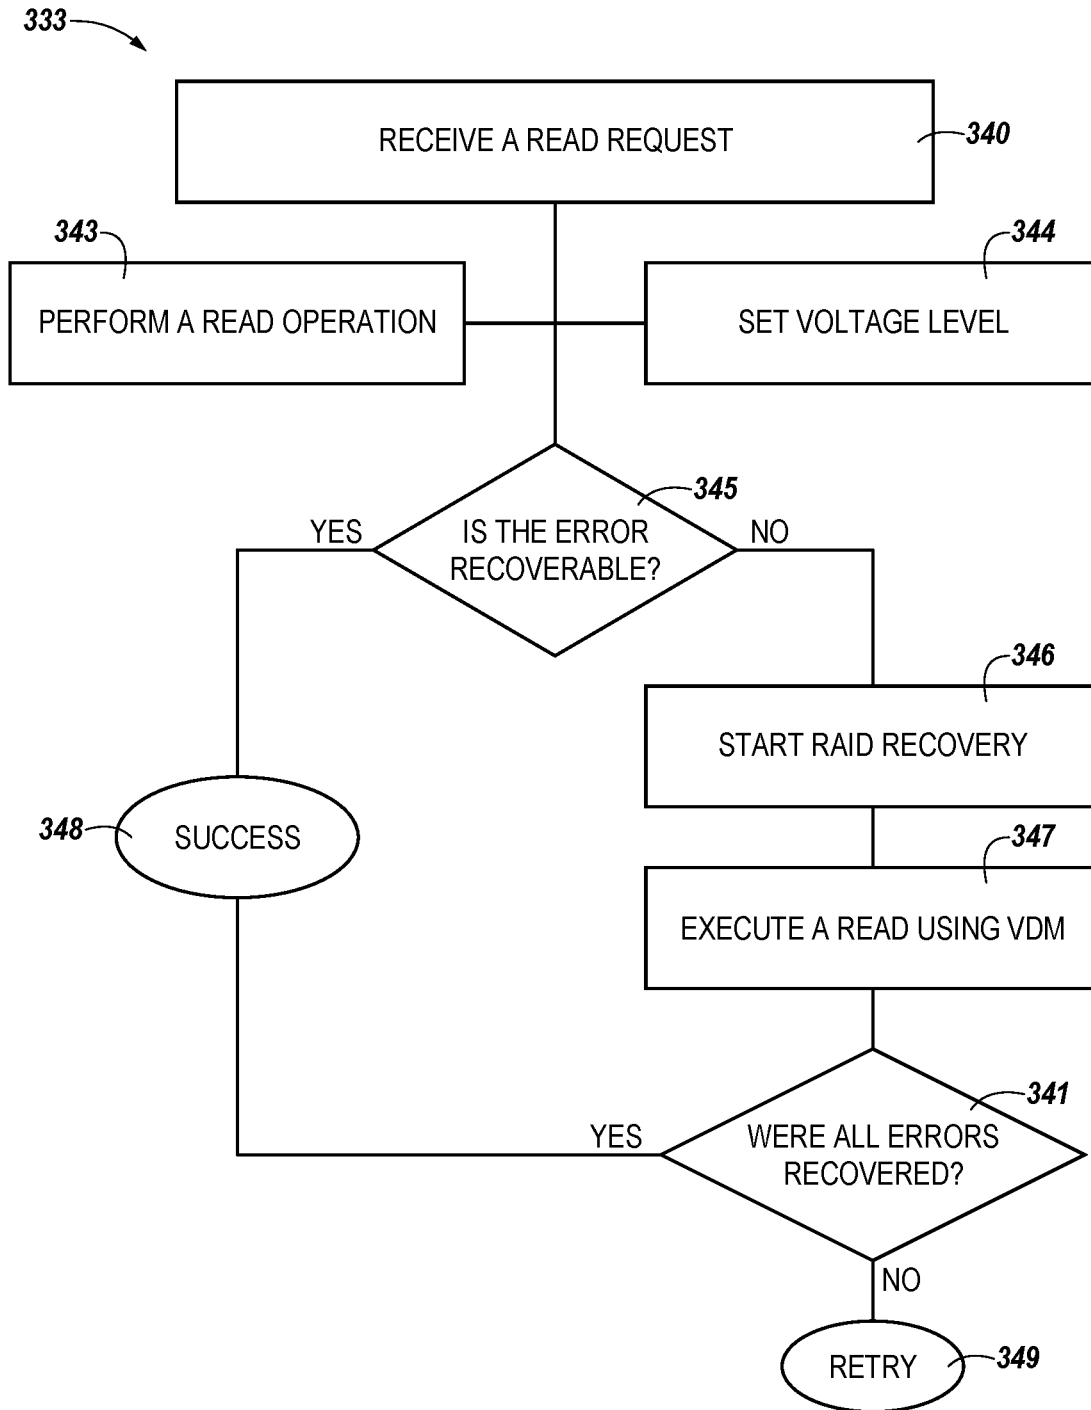 333
RECEIVE A READ REQUEST
340
343
344
PERFORM A READ OPERATION
SET VOLTAGE LEVEL
345
YES
IS THE ERROR
RECOVERABLE?
NO
346
START RAID RECOVERY
348
SUCCESS
347
EXECUTE A READ USING VDM
341
YES
WERE ALL ERRORS
RECOVERED?
NO
RETRY
349